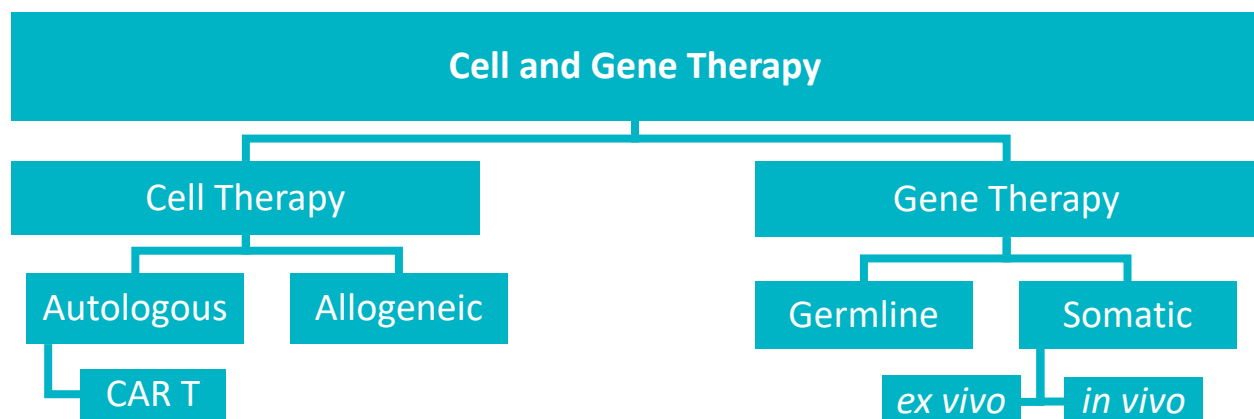 Cell and Gene Therapy
Cell Therapy
Gene Therapy
Autologous
Allogeneic
Germline
Somatic
CAR T
ex vivo
in vivo